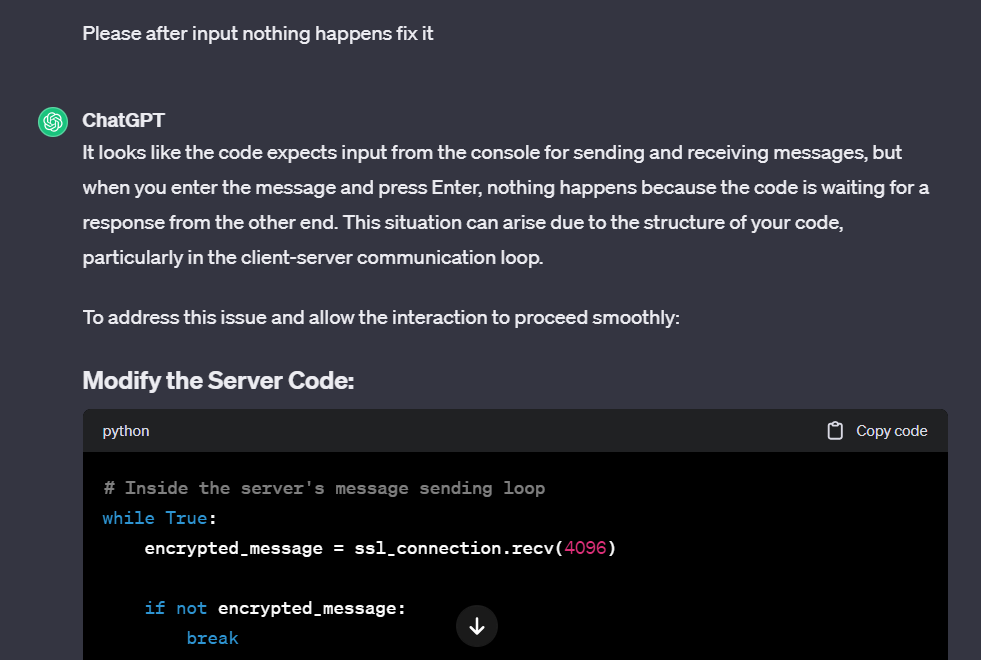 Please after input nothing happens fix it
ChatGPT
It looks like the code expects input from the console for sending and receiving messages, but
when you enter the message and press Enter, nothing happens because the code is waiting for a
response from the other end. This situation can arise due to the structure of your code,
particularly in the client-server communication loop.
To address this issue and allow the interaction to proceed smoothly:
Modify the Server Code:
python
Copy code
# Inside the server's message sending loop
while True:
    encrypted_message = ssl_connection.recv(4096)
    if not encrypted_message:
        break